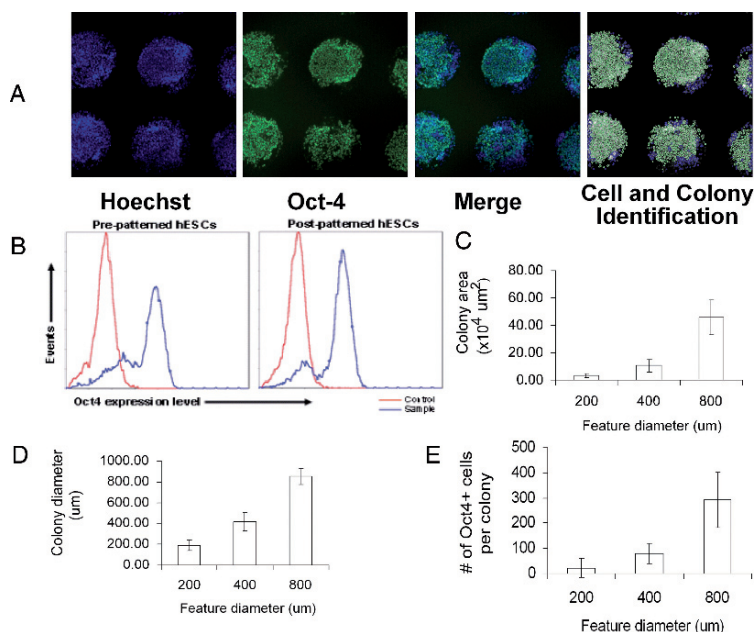 A
Hoechst
Oct-4
Merge
Cell and Colony
Identification
B
Pre-patterned hESCs
Post-patterned hESCs
Events
Oct4 expression level
Control
Sample
C
Colony area
(x10⁴ um²)
80.00
60.00
40.00
20.00
0.00
200
400
800
Feature diameter (um)
D
Colony diameter
(um)
1000.00
800.00
600.00
400.00
200.00
0.00
200
400
800
Feature diameter (um)
E
# of Oct4+ cells
per colony
500
400
300
200
100
0
200
400
800
Feature diameter (um)